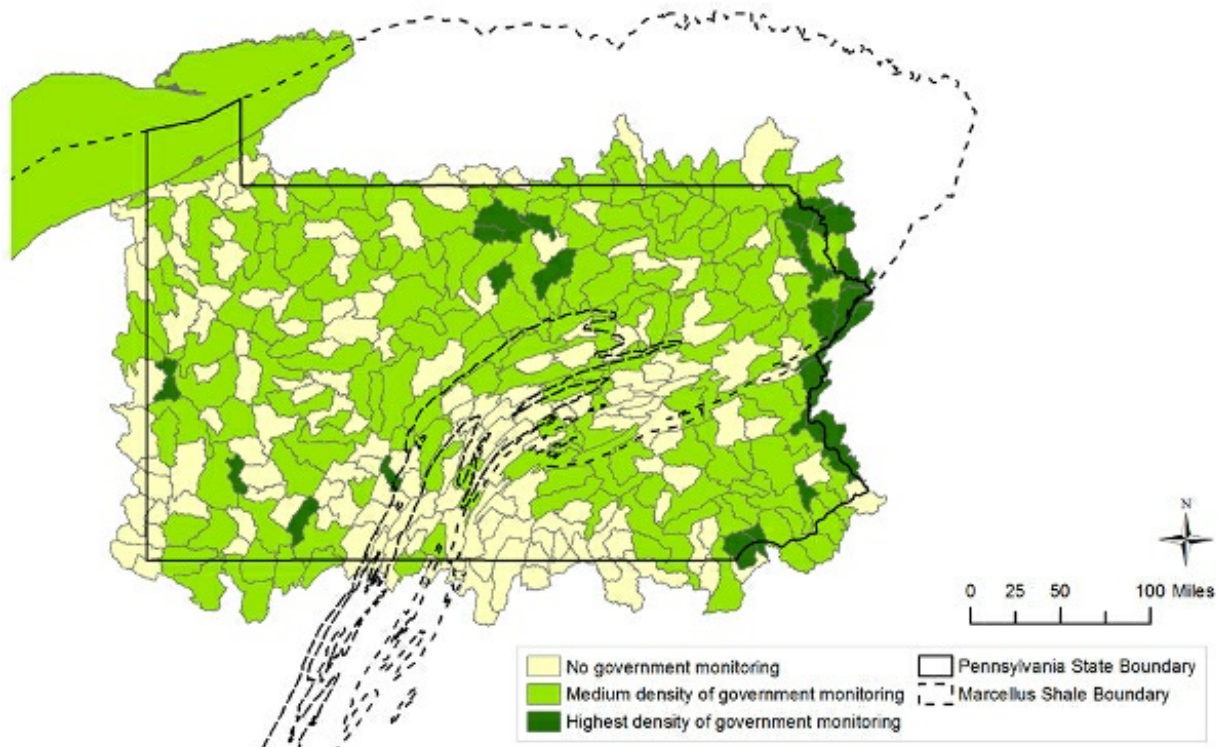 N
0 25 50 100 Miles
No government monitoring
Medium density of government monitoring
Highest density of government monitoring
Pennsylvania State Boundary
Marcellus Shale Boundary